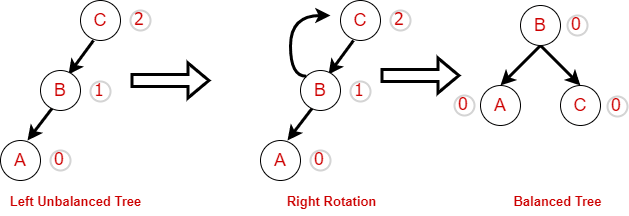 C 2
B 1
A 0
Left Unbalanced Tree
C 2
B 1
A 0
Right Rotation
B 0
0 A C 0
Balanced Tree